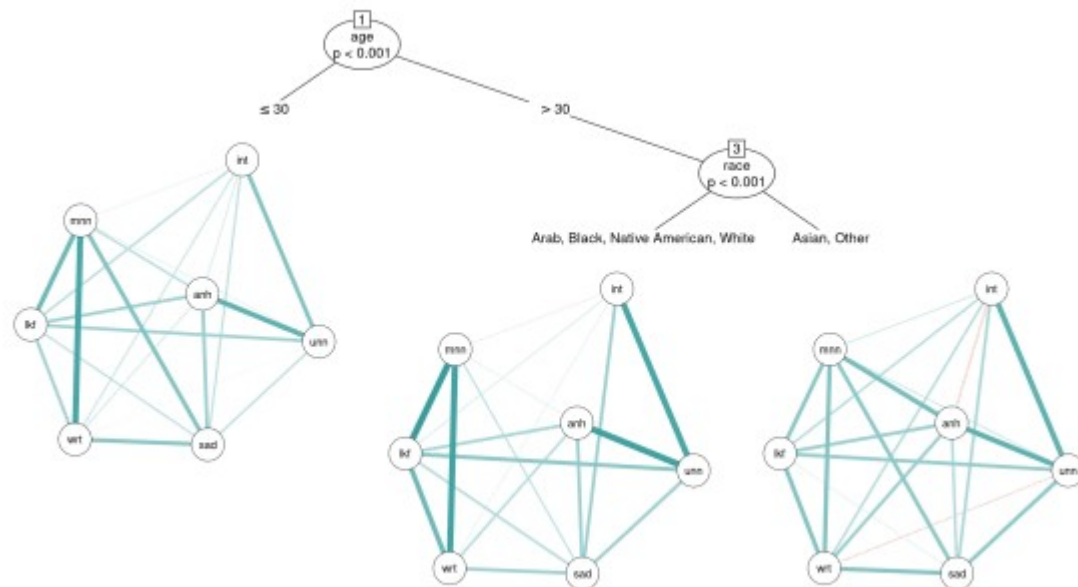 1
age
p < 0.001
≤ 30
> 30
3
race
p < 0.001
Arab, Black, Native American, White
Asian, Other
int
mnn
anh
lkf
unn
wrt
sad
int
mnn
anh
lkf
unn
wrt
sad
int
mnn
anh
lkf
unn
wrt
sad